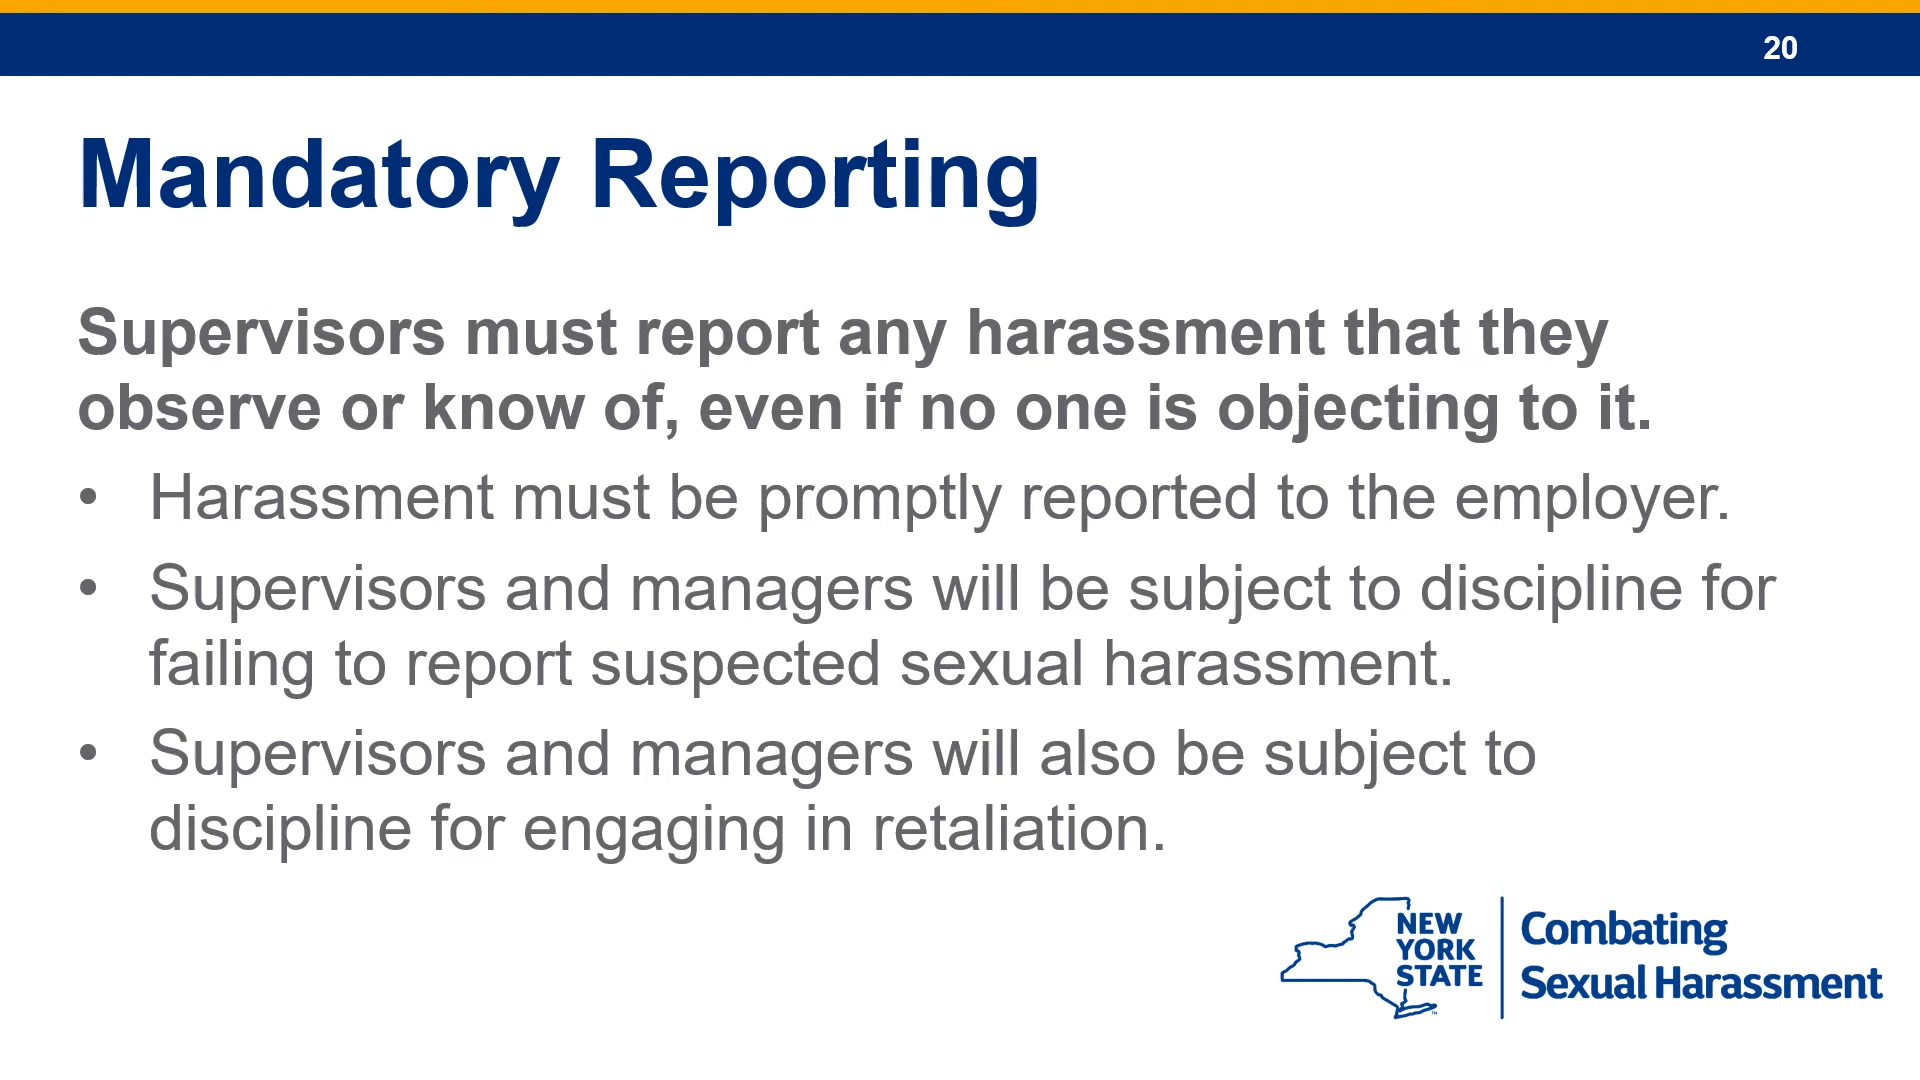 20
Mandatory Reporting
Supervisors must report any harassment that they
observe or know of, even if no one is objecting to it.
• Harassment must be promptly reported to the employer.
• Supervisors and managers will be subject to discipline for
failing to report suspected sexual harassment.
• Supervisors and managers will also be subject to
discipline for engaging in retaliation.
NEW
YORK
STATE
™
Combating
Sexual Harassment